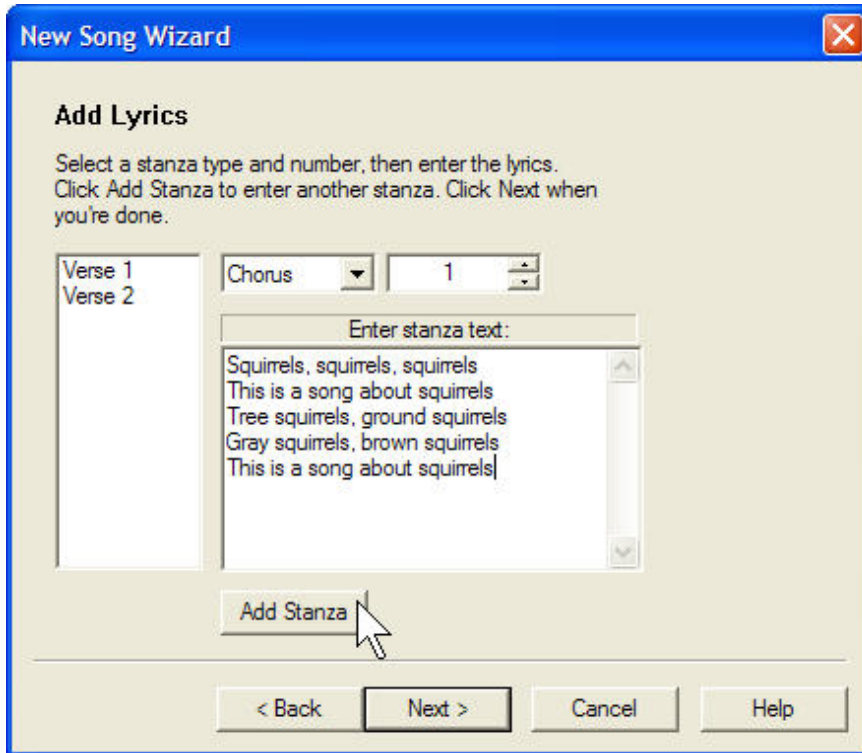 New Song Wizard
Add Lyrics
Select a stanza type and number, then enter the lyrics.
Click Add Stanza to enter another stanza. Click Next when
you're done.
Verse 1
Verse 2
Chorus
1
Enter stanza text:
Squirrels, squirrels, squirrels
This is a song about squirrels
Tree squirrels, ground squirrels
Gray squirrels, brown squirrels
This is a song about squirrels
Add Stanza
< Back
Next >
Cancel
Help